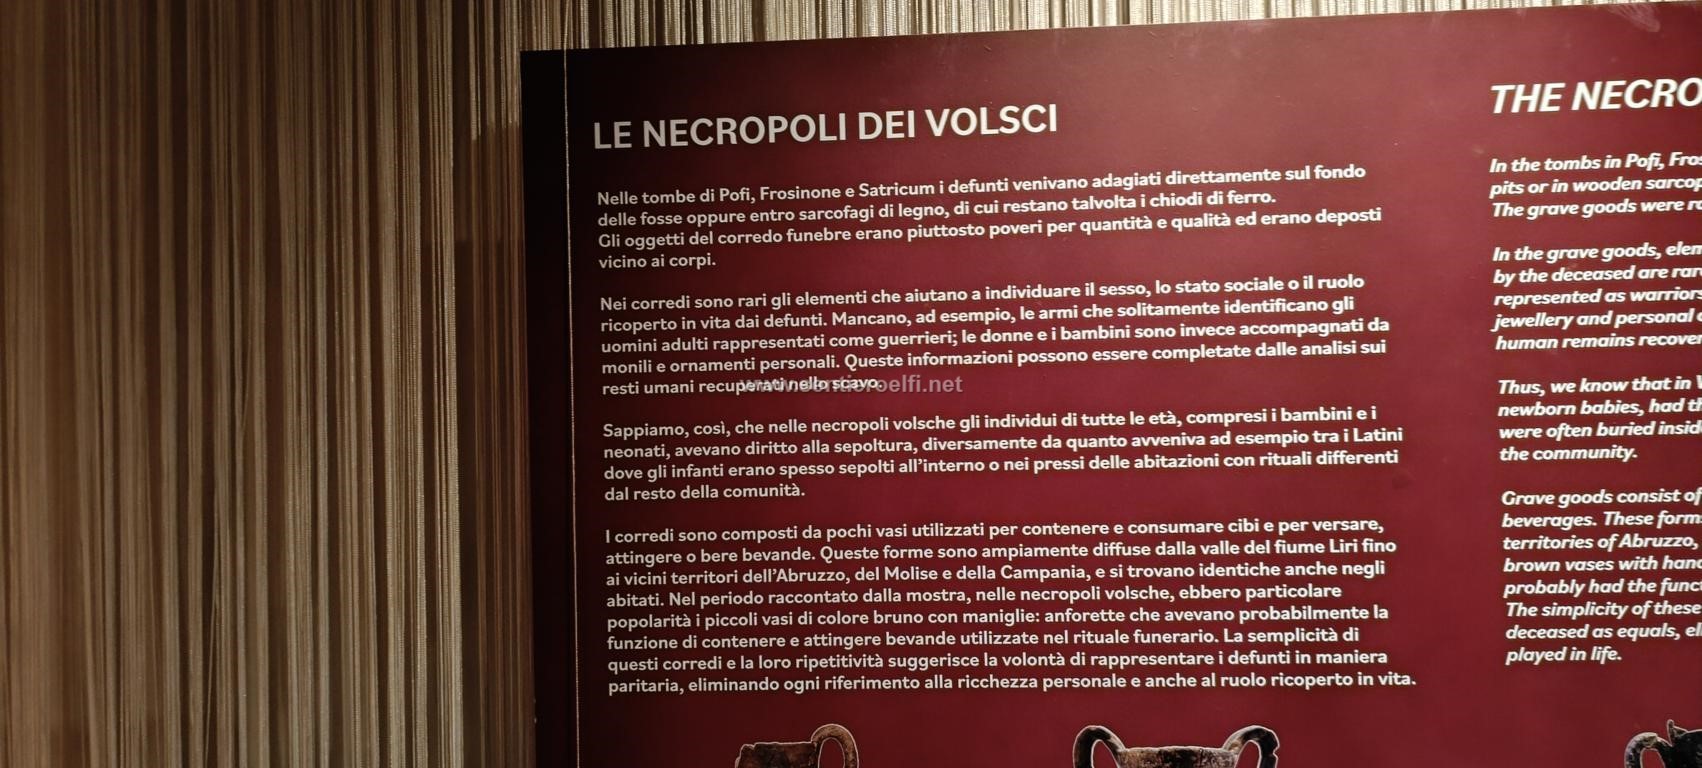 LE NECROPOLI DEI VOLSCI
Nelle tombe di Pofi, Frosinone e Satricum i defunti venivano adagiati direttamente sul fondo
delle fosse oppure entro sarcofagi di legno, di cui restano talvolta i chiodi di ferro.
Gli oggetti del corredo funebre erano piuttosto poveri per quantità e qualità ed erano deposti
vicino ai corpi.
Nei corredi sono rari gli elementi che aiutano a individuare il sesso, lo stato sociale o il ruolo
ricoperto in vita dai defunti. Mancano, ad esempio, le armi che solitamente identificano gli
uomini adulti rappresentati come guerrieri; le donne e i bambini sono invece accompagnati da
monili e ornamenti personali. Queste informazioni possono essere completate dalle analisi sui
resti umani recuperati nello scavo.
www.sentieroelfi.net
Sappiamo, così, che nelle necropoli volsche gli individui di tutte le età, compresi i bambini e i
neonati, avevano diritto alla sepoltura, diversamente da quanto avveniva ad esempio tra i Latini
dove gli infanti erano spesso sepolti all'interno o nei pressi delle abitazioni con rituali differenti
dal resto della comunità.
I corredi sono composti da pochi vasi utilizzati per contenere e consumare cibi e per versare,
attingere o bere bevande. Queste forme sono ampiamente diffuse dalla valle del fiume Liri fino
ai vicini territori dell'Abruzzo, del Molise e della Campania, e si trovano identiche anche negli
abitati. Nel periodo raccontato dalla mostra, nelle necropoli volsche, ebbero particolare
popolarità i piccoli vasi di colore bruno con maniglie: anforette che avevano probabilmente la
funzione di contenere e attingere bevande utilizzate nel rituale funerario. La semplicità di
questi corredi e la loro ripetitività suggerisce la volontà di rappresentare i defunti in maniera
paritaria, eliminando ogni riferimento alla ricchezza personale e anche al ruolo ricoperto in vita.
THE NECRO
In the tombs in Pofi, Fros
pits or in wooden sarcop
The grave goods were ra
In the grave goods, elem
by the deceased are rar
represented as warriors
jewellery and personal
human remains recover
Thus, we know that in V
newborn babies, had th
were often buried insid
the community.
Grave goods consist of
beverages. These form
territories of Abruzzo,
brown vases with hand
probably had the funct
The simplicity of these
deceased as equals, el
played in life.